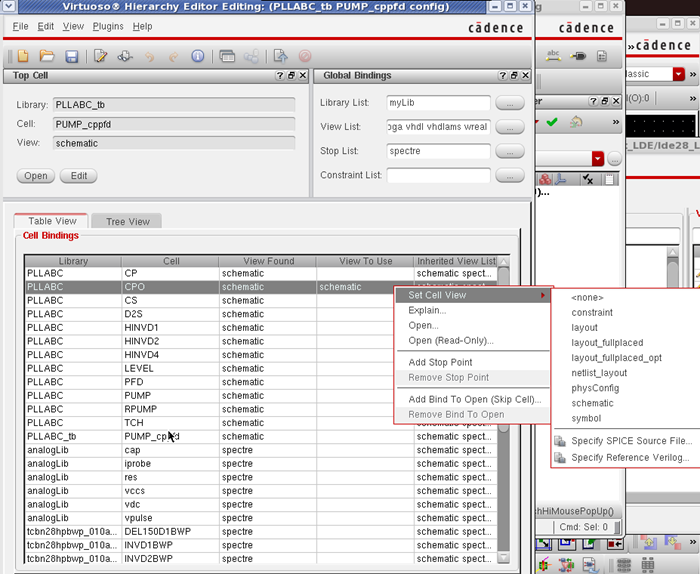 Virtuoso® Hierarchy Editor Editing: (PLLABC_tb PUMP_cppfd config)
File Edit View Plugins Help cādence
Top Cell
Library: PLLABC_tb
Cell: PUMP_cppfd
View: schematic
Open Edit
Global Bindings
Library List: myLib ...
View List: oga vhdl vhdlams wreal ...
Stop List: spectre ...
Constraint List: ...
Table View Tree View
Cell Bindings
Library Cell View Found View To Use Inherited View List
PLLABC CP schematic schematic spect...
PLLABC CPO schematic schematic
PLLABC CS schematic
PLLABC D2S schematic
PLLABC HINVD1 schematic
PLLABC HINVD2 schematic
PLLABC HINVD4 schematic
PLLABC LEVEL schematic
PLLABC PFD schematic
PLLABC PUMP schematic
PLLABC RPUMP schematic
PLLABC TCH schematic schematic spect...
PLLABC_tb PUMP_cppfd schematic schematic spect...
analogLib cap spectre schematic spect...
analogLib iprobe spectre schematic spect...
analogLib res spectre schematic spect...
analogLib vccs spectre schematic spect...
analogLib vdc spectre schematic spect...
analogLib vpulse spectre schematic spect...
tcbn28hpbwp_010a... DEL150D1BWP spectre schematic spect...
tcbn28hpbwp_010a... INVD1BWP spectre schematic spect...
tcbn28hpbwp_010a... INVD2BWP spectre schematic spect...
Set Cell View
Explain...
Open...
Open (Read-Only)...
Add Stop Point
Remove Stop Point
Add Bind To Open (Skip Cell)...
Remove Bind To Open
<none>
constraint
layout
layout_fullplaced
layout_fullplaced_opt
netlist_layout
physConfig
schematic
symbol
Specify SPICE Source File...
Specify Reference Verilog...
g
cādence
abc
er
)...
chHiMousePopUp()
Cmd: Sel: 0
» cādence
lassic
I(O):0
t_LDE/lde28_L